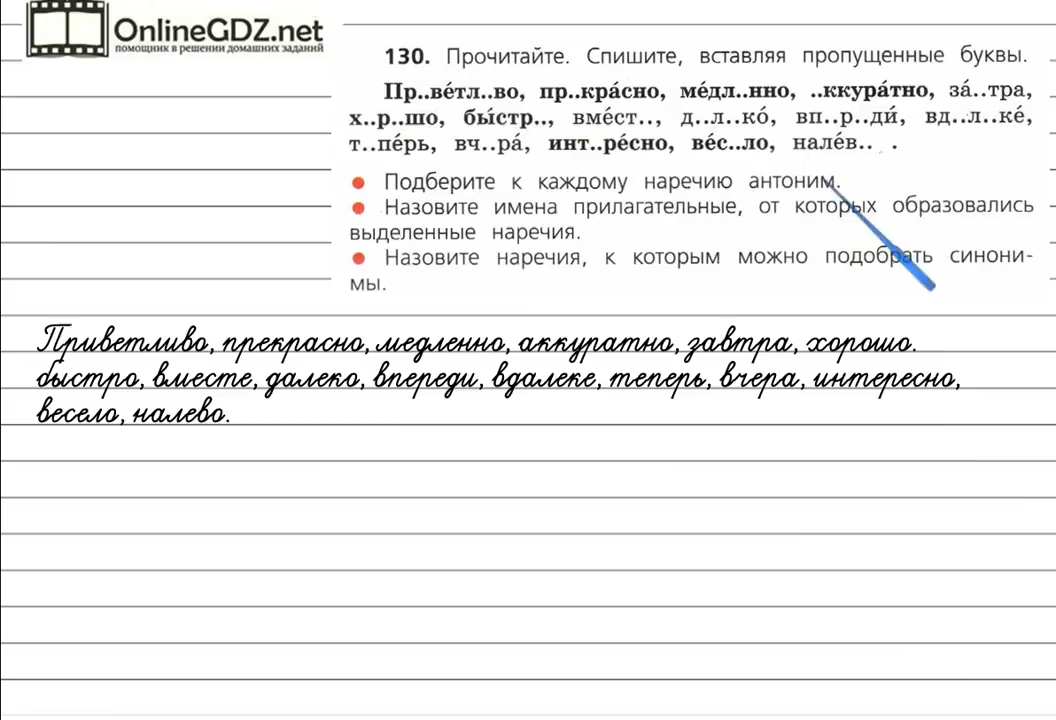 OnlineGDZ.net
помощник в решении домашних заданий
130. Прочитайте. Спишите, вставляя пропущенные буквы.
Пр..ве́тл..во, пр..кра́сно, ме́дл..нно, ..ккура́тно, за́..тра,
х..р..шо, бы́стр.., вме́ст.., д..л..ко́, вп..р..ди́, вд..л..ке́,
т..пе́рь, вч..ра́, инт..ре́сно, ве́с..ло, нале́в.. .
● Подберите к каждому наречию антоним.
● Назовите имена прилагательные, от которых образовались
выделенные наречия.
● Назовите наречия, к которым можно подобрать синони-
мы.
Приветливо, прекрасно, медленно, аккуратно, завтра, хорошо.
быстро, вместе, далеко, впереди, вдалеке, теперь, вчера, интересно,
весело, налево.